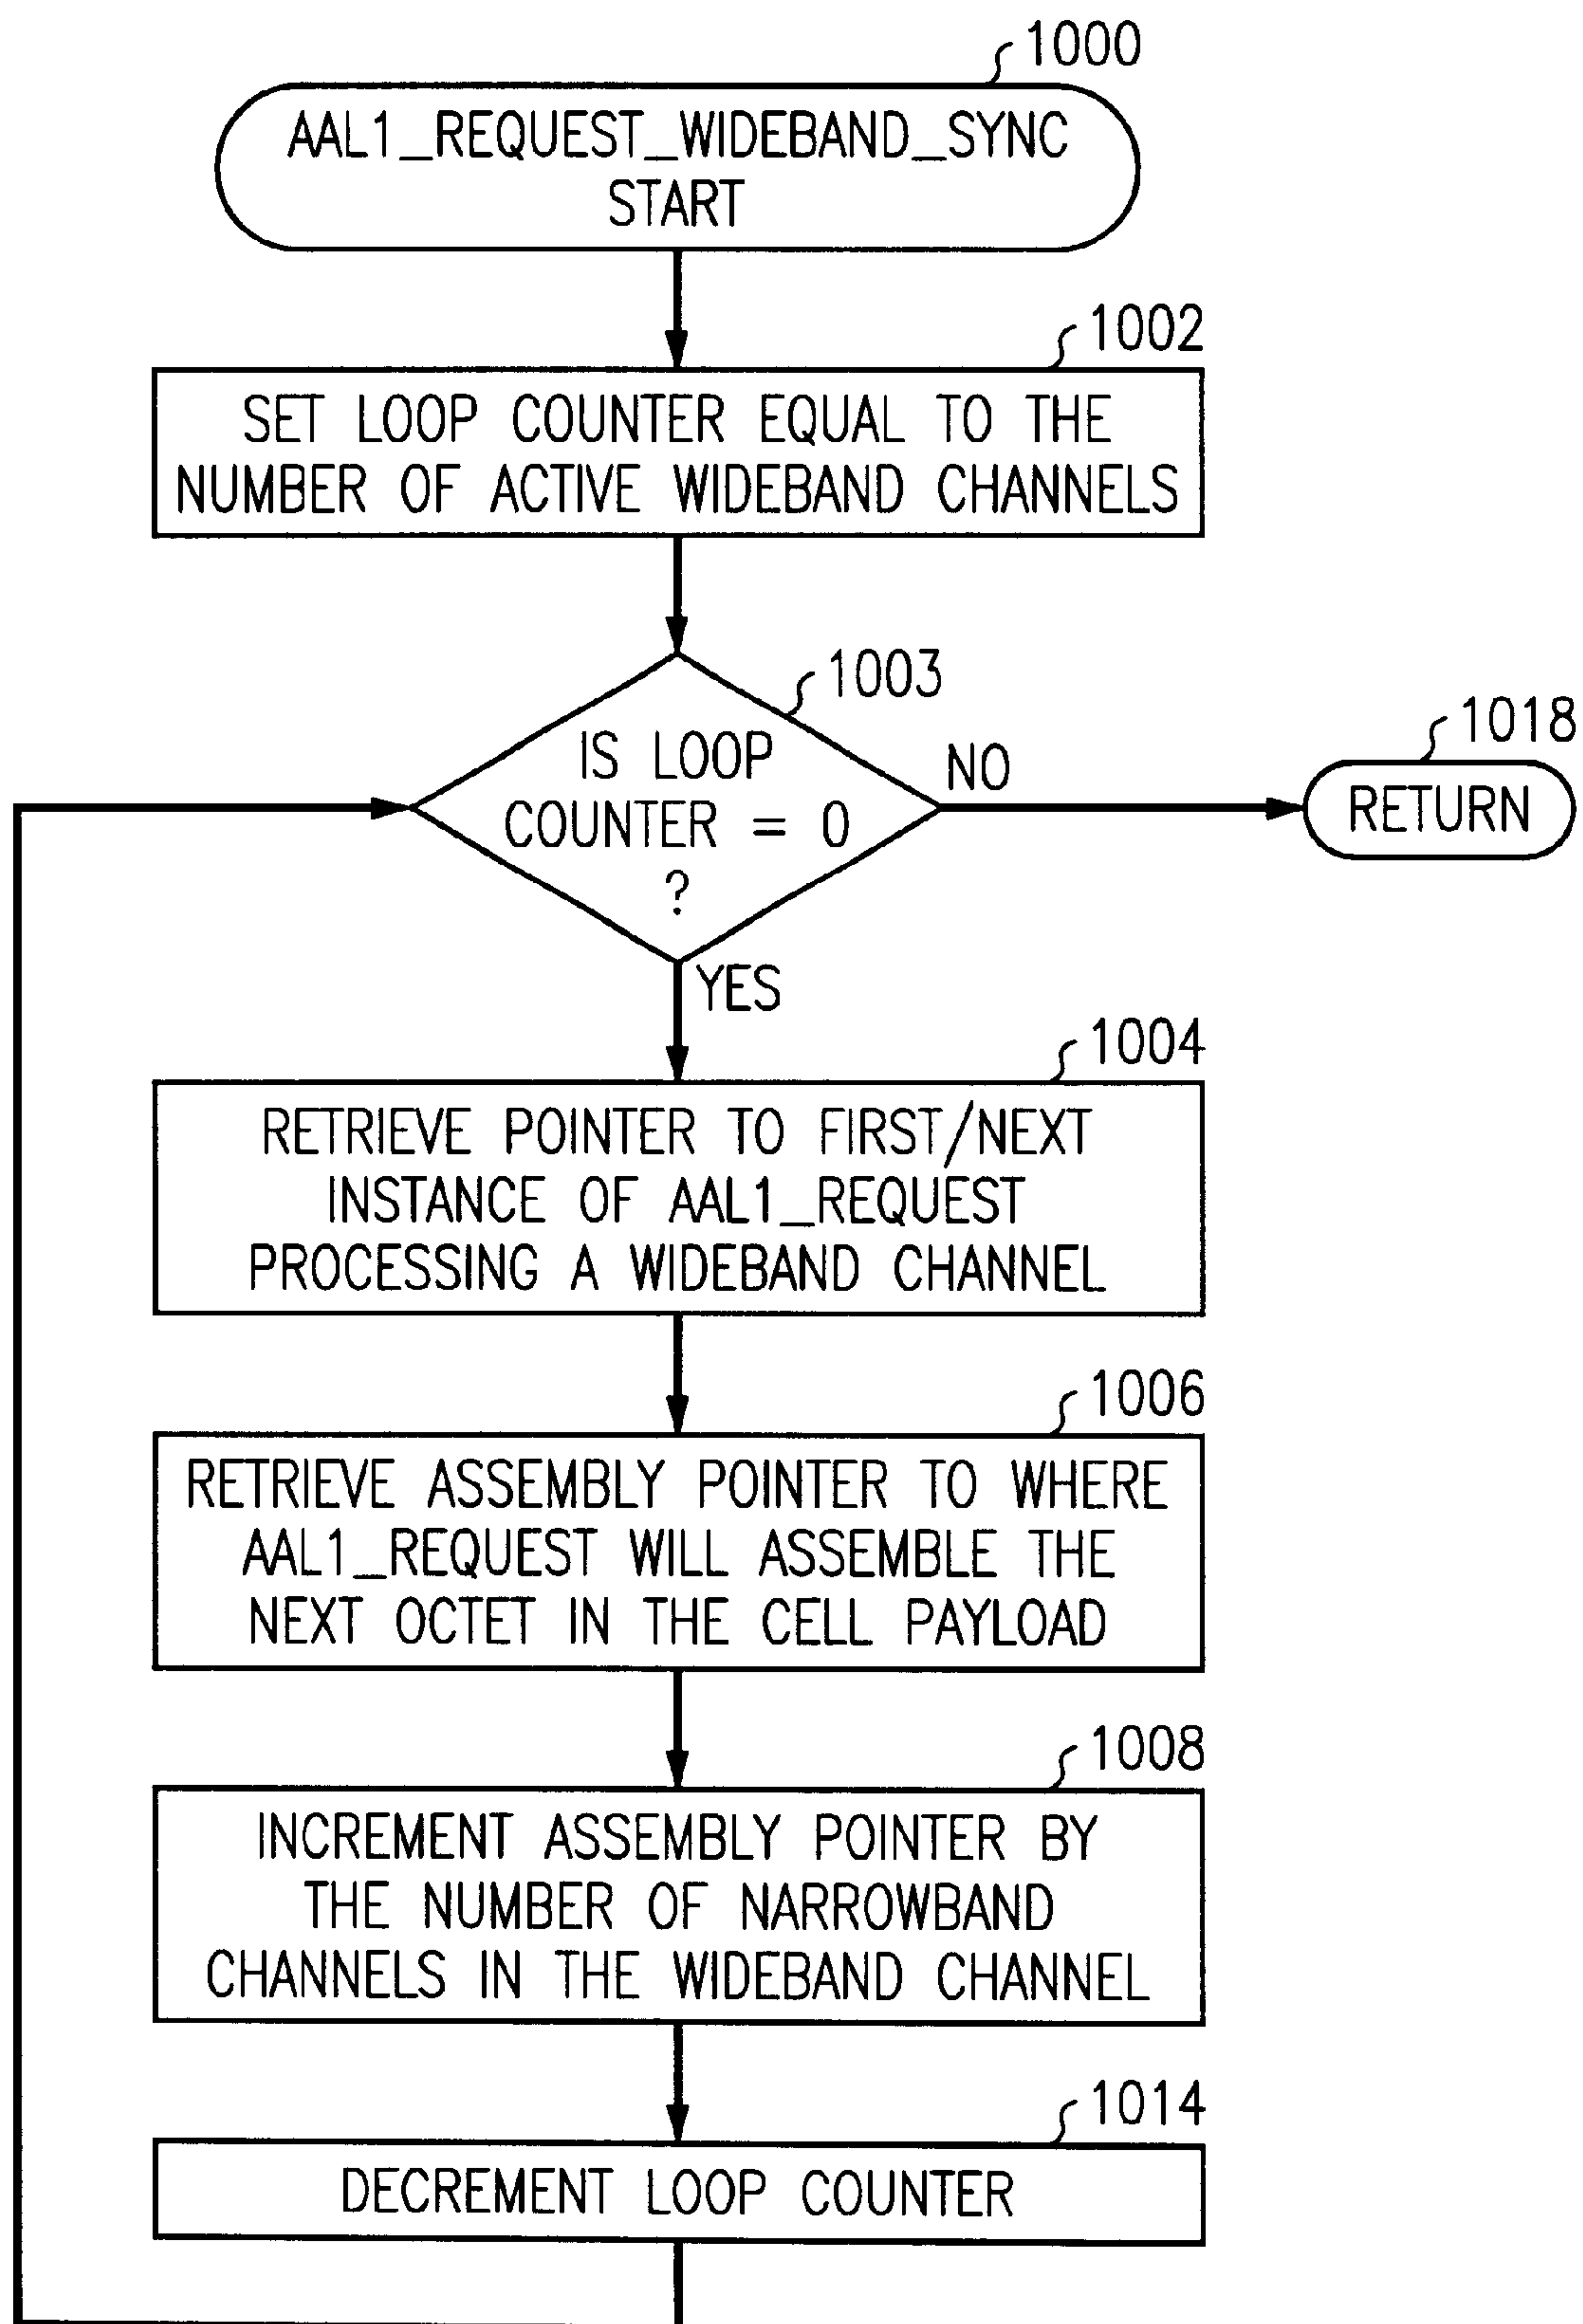 1000
AAL1_REQUEST_WIDEBAND_SYNC
START
1002
SET LOOP COUNTER EQUAL TO THE
NUMBER OF ACTIVE WIDEBAND CHANNELS
1003
IS LOOP
COUNTER = 0
?
NO
1018
RETURN
YES
1004
RETRIEVE POINTER TO FIRST/NEXT
INSTANCE OF AAL1_REQUEST
PROCESSING A WIDEBAND CHANNEL
1006
RETRIEVE ASSEMBLY POINTER TO WHERE
AAL1_REQUEST WILL ASSEMBLE THE
NEXT OCTET IN THE CELL PAYLOAD
1008
INCREMENT ASSEMBLY POINTER BY
THE NUMBER OF NARROWBAND
CHANNELS IN THE WIDEBAND CHANNEL
1014
DECREMENT LOOP COUNTER